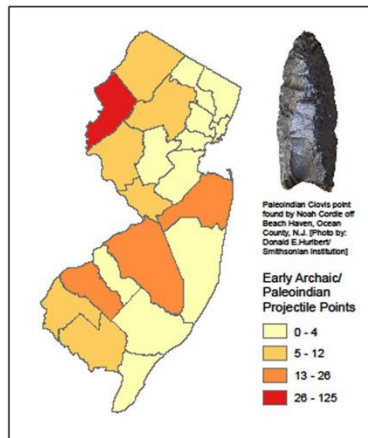 Paleoindian Clovis point
found by Noah Cordle off
Beach Haven, Ocean
County, N.J. [Photo by:
Donald E.Hurlbert/
Smithsonian Institution]
Early Archaic/
Paleoindian
Projectile Points
0 - 4
5 - 12
13 - 26
26 - 125